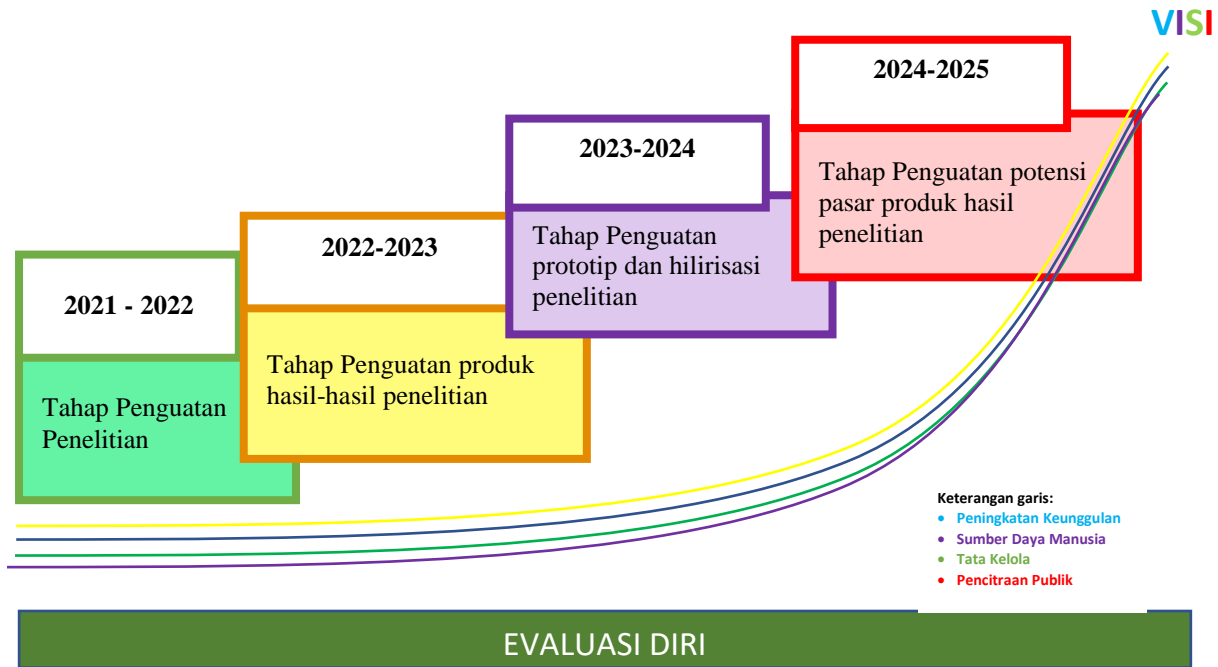 VISI
2024-2025
Tahap Penguatan potensi
pasar produk hasil
penelitian
2023-2024
Tahap Penguatan
prototip dan hilirisasi
penelitian
2022-2023
Tahap Penguatan produk
hasil-hasil penelitian
2021 - 2022
Tahap Penguatan
Penelitian
Keterangan garis:
• Peningkatan Keunggulan
• Sumber Daya Manusia
• Tata Kelola
• Pencitraan Publik
EVALUASI DIRI